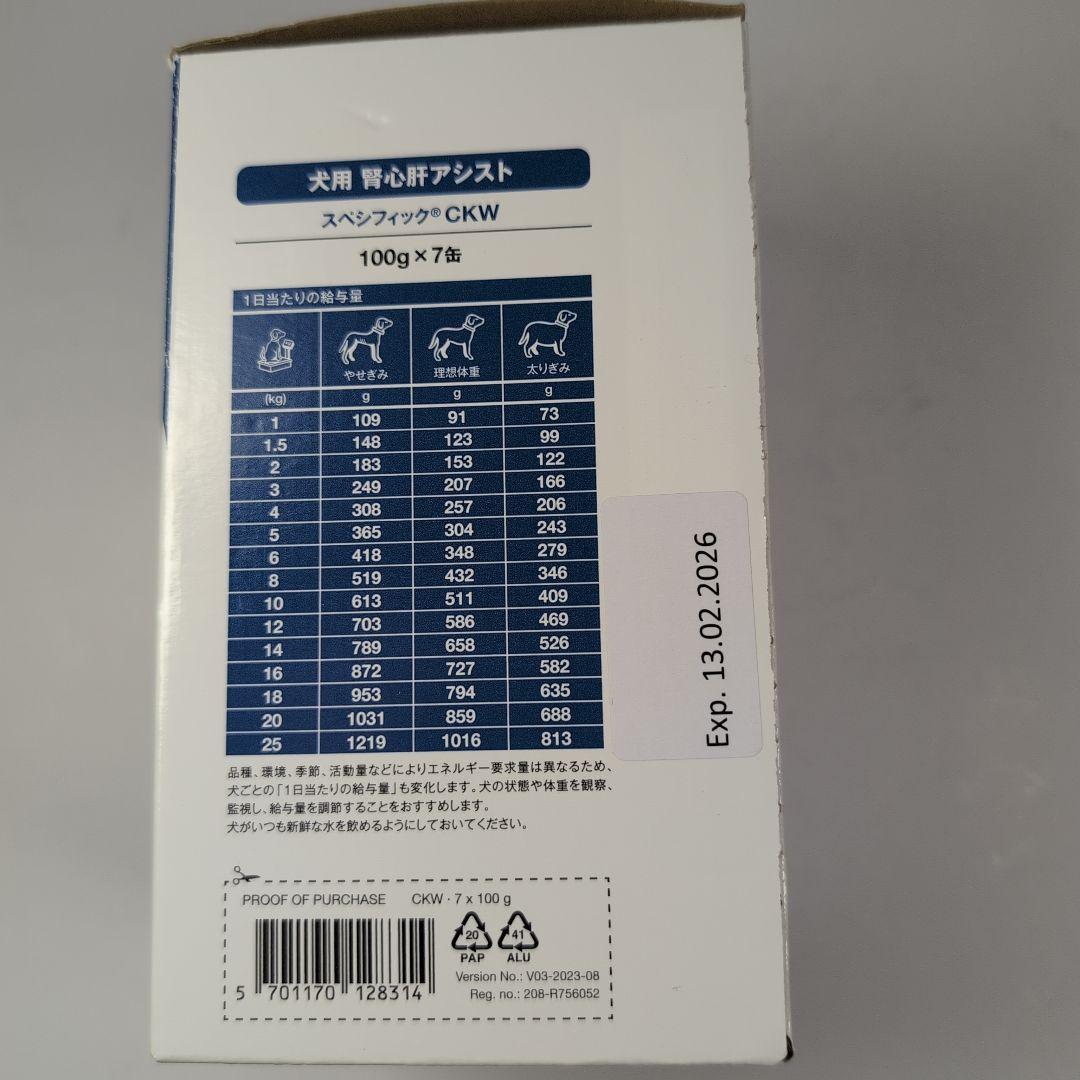 犬用 腎心肝アシスト
スペシフィック® CKW
100g×7缶
1日当たりの給与量
やせぎみ 理想体重 太りぎみ
(kg) g g g
1 109 91 73
1.5 148 123 99
2 183 153 122
3 249 207 166
4 308 257 206
5 365 304 243
6 418 348 279
8 519 432 346
10 613 511 409
12 703 586 469
14 789 658 526
16 872 727 582
18 953 794 635
20 1031 859 688
25 1219 1016 813
品種、環境、季節、活動量などによりエネルギー要求量は異なるため、
犬ごとの「1日当たりの給与量」も変化します。犬の状態や体重を観察、
監視し、給与量を調節することをおすすめします。
犬がいつも新鮮な水を飲めるようにしておいてください。
Exp. 13.02.2026
PROOF OF PURCHASE CKW · 7 x 100 g
20 41
PAP ALU
Version No.: V03-2023-08
Reg. no.: 208-R756052
5 701170 128314